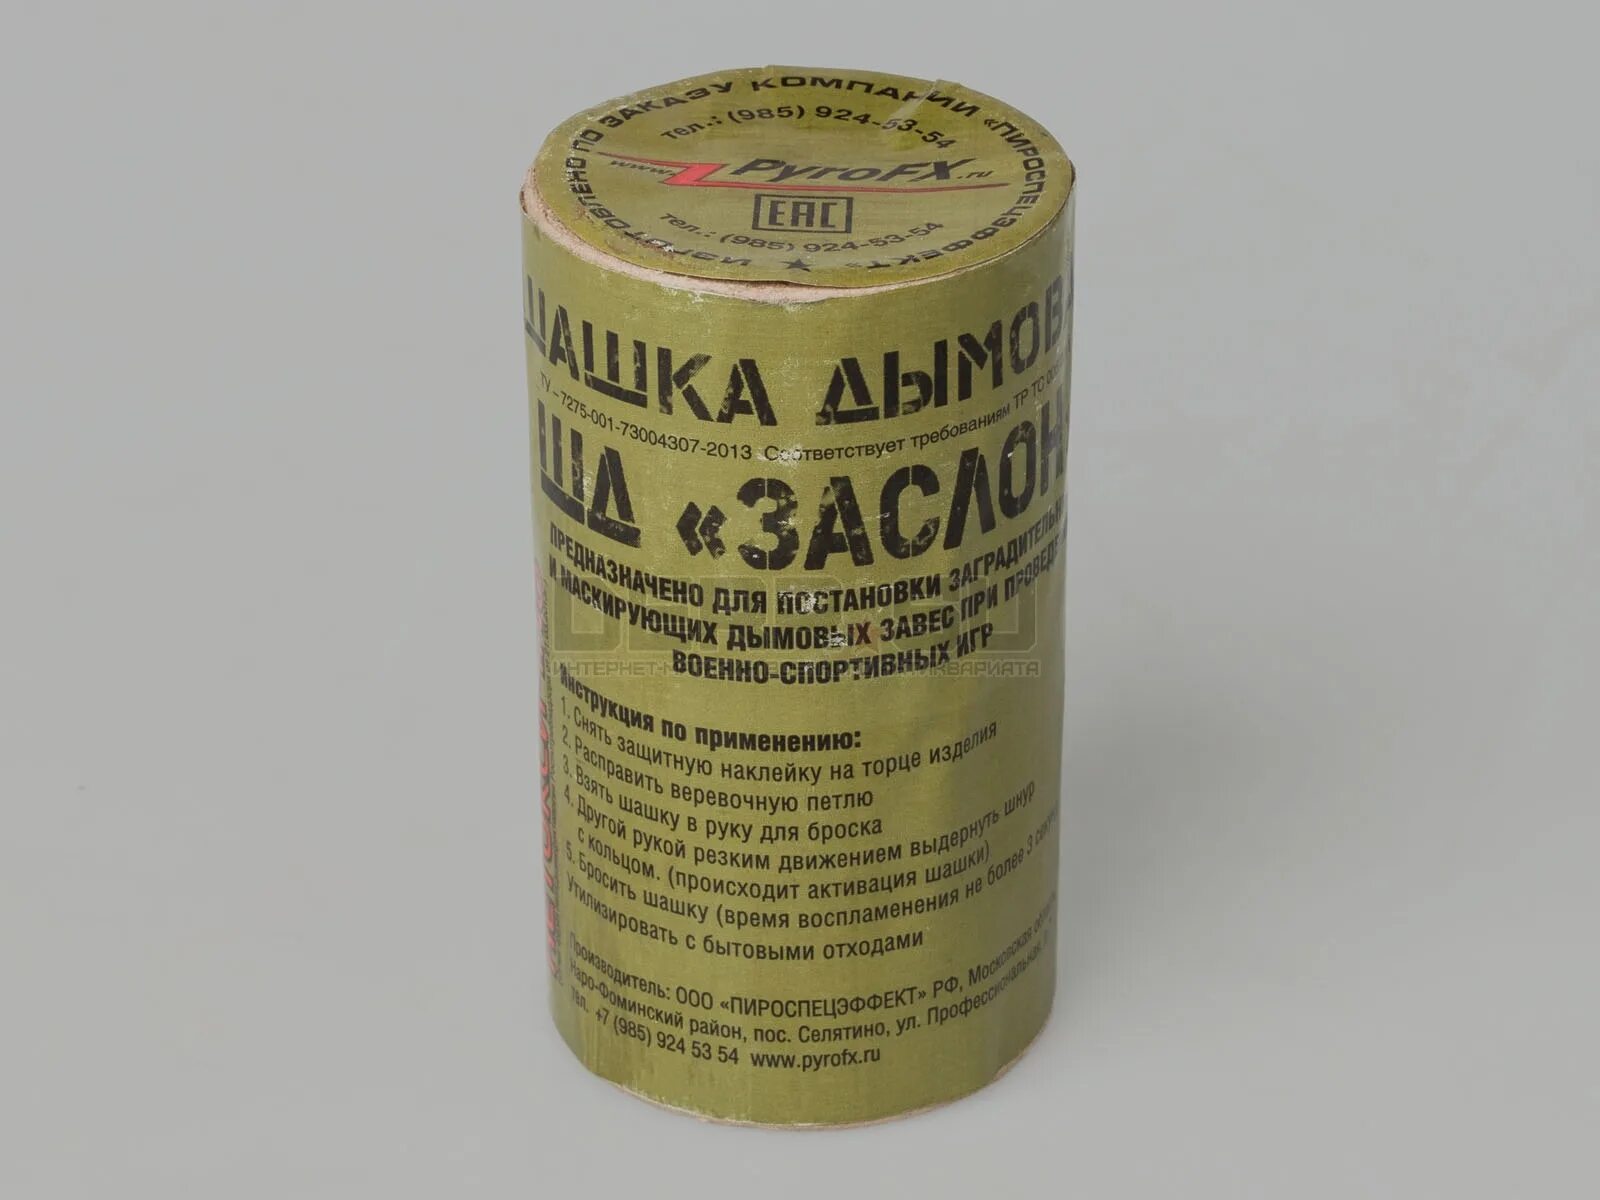 ИЗГОТОВЛЕНО ПО ЗАКАЗУ КОМПАНИИ «ПИРОСПЕЦЭФФЕКТ»
тел.: (985) 924-53-54
www. PyroFX.ru
EAC
тел.: (985) 924-53-54
ШАШКА ДЫМОВА
ТУ – 7275-001-73004307-2013 Соответствует требованиям ТР ТС 006
ШД «ЗАСЛОН»
ПРЕДНАЗНАЧЕНО ДЛЯ ПОСТАНОВКИ ЗАГРАДИТЕЛЬН
И МАСКИРУЮЩИХ ДЫМОВЫХ ЗАВЕС ПРИ ПРОВЕДЕ
ВОЕННО-СПОРТИВНЫХ ИГР
Инструкция по применению:
1. Снять защитную наклейку на торце изделия
2. Расправить веревочную петлю
3. Взять шашку в руку для броска
4. Другой рукой резким движением выдернуть шнур
с кольцом. (происходит активация шашки)
5. Бросить шашку (время воспламенения не более 3 секун
Утилизировать с бытовыми отходами
Производитель: ООО «ПИРОСПЕЦЭФФЕКТ» РФ, Московская област
Наро-Фоминский район, пос. Селятино, ул. Профессиональная,
тел. +7 (985) 924 53 54 www.pyrofx.ru